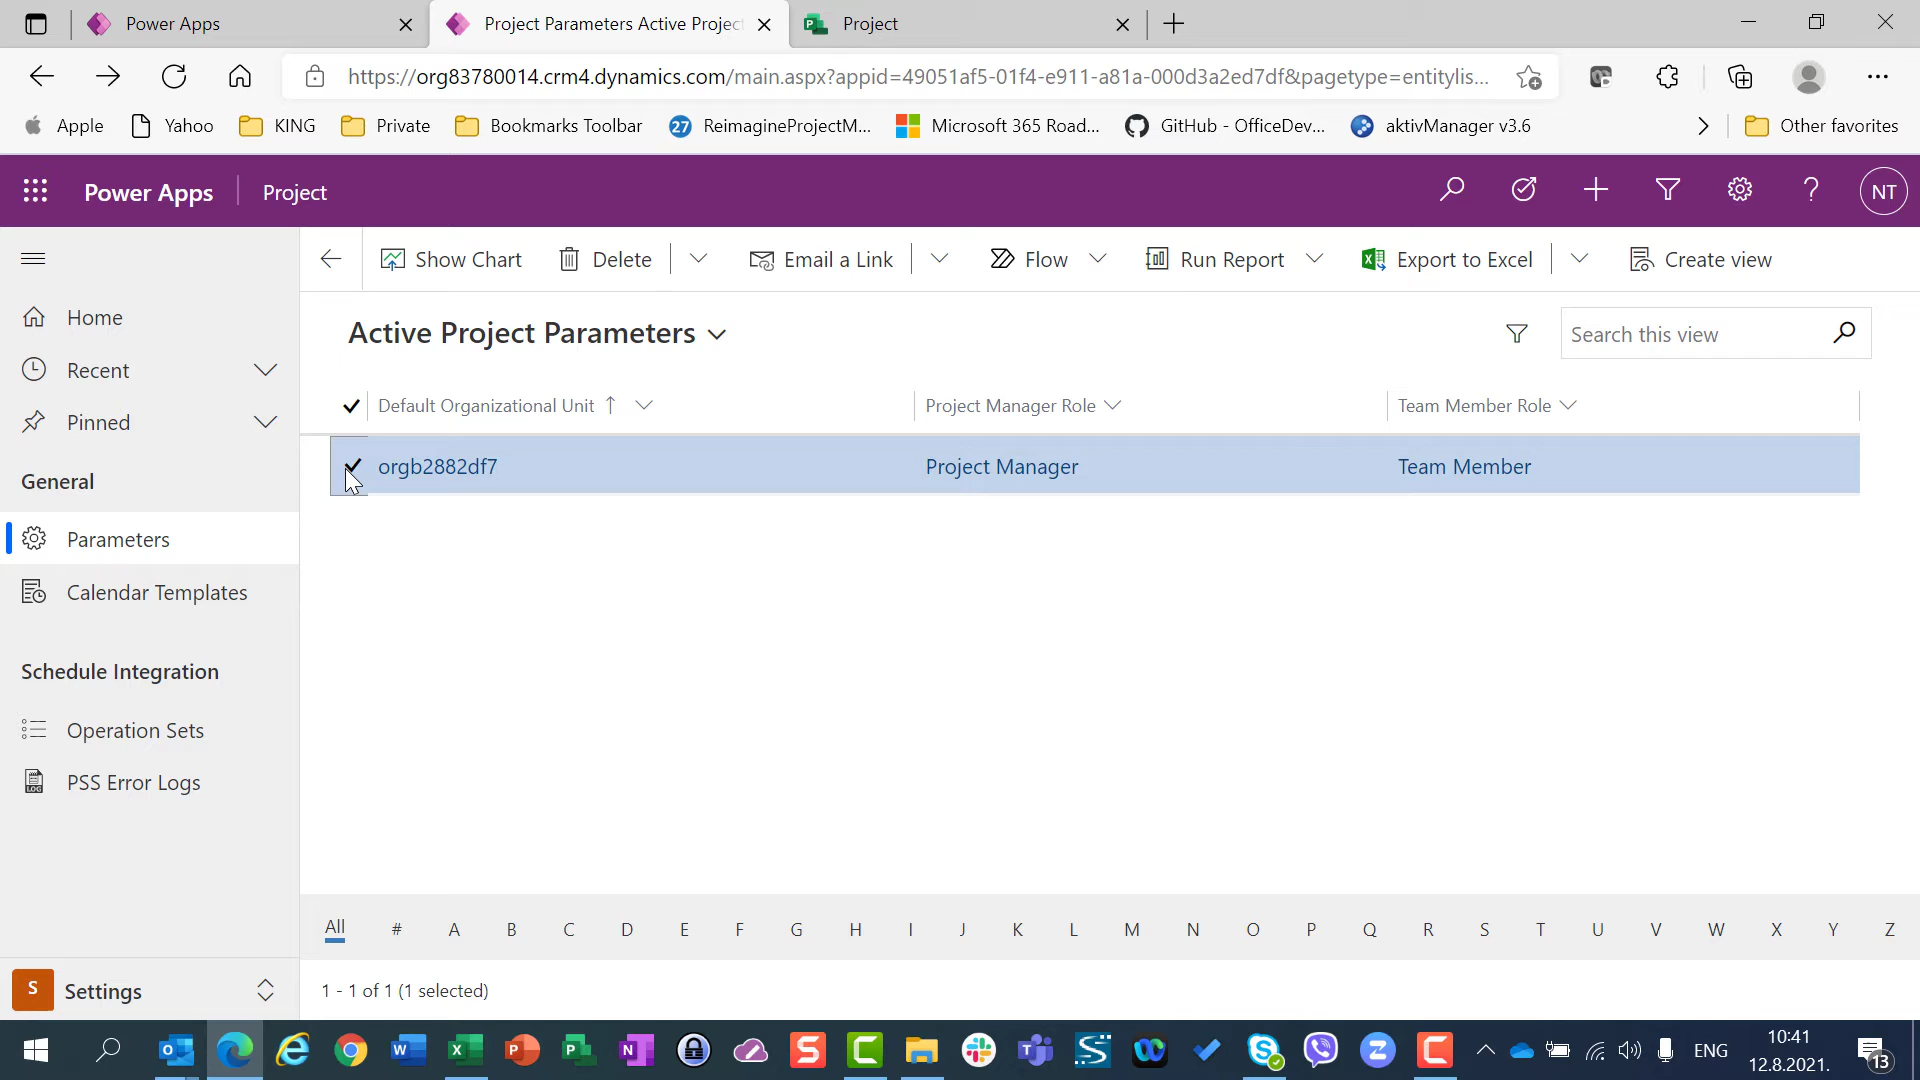 Power Apps
Project Parameters Active Project
Project
https://org83780014.crm4.dynamics.com/main.aspx?appid=49051af5-01f4-e911-a81a-000d3a2ed7df&pagetype=entitylis...
Apple
Yahoo
KING
Private
Bookmarks Toolbar
27
ReimagineProjectM...
Microsoft 365 Road...
GitHub - OfficeDev...
aktivManager v3.6
Other favorites
Power Apps
Project
NT
Show Chart
Delete
Email a Link
Flow
Run Report
Export to Excel
Create view
Home
Recent
Pinned
General
Parameters
Calendar Templates
Schedule Integration
Operation Sets
PSS Error Logs
S
Settings
Active Project Parameters
Search this view
Default Organizational Unit
Project Manager Role
Team Member Role
orgb2882df7
Project Manager
Team Member
All # A B C D E F G H I J K L M N O P Q R S T U V W X Y Z
1 - 1 of 1 (1 selected)
ENG
10:41
12.8.2021.
13